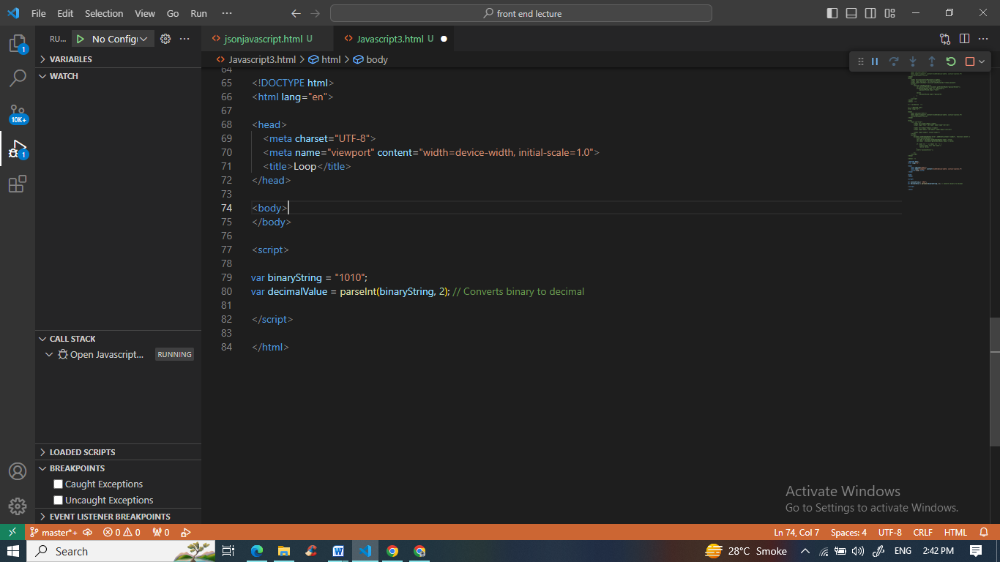 File Edit Selection View Go Run ··· front end lecture
RU... No Config ··· jsonjavascript.html U Javascript3.html U
Javascript3.html > html > body
VARIABLES
WATCH
1
10K+
1
64
65 <!DOCTYPE html>
66 <html lang="en">
67
68 <head>
69 <meta charset="UTF-8">
70 <meta name="viewport" content="width=device-width, initial-scale=1.0">
71 <title>Loop</title>
72 </head>
73
74 <body>
75 </body>
76
77 <script>
78
79 var binaryString = "1010";
80 var decimalValue = parseInt(binaryString, 2); // Converts binary to decimal
81
82 </script>
83
84 </html>
CALL STACK
Open Javascript... RUNNING
LOADED SCRIPTS
BREAKPOINTS
Caught Exceptions
Uncaught Exceptions
EVENT LISTENER BREAKPOINTS
Activate Windows
Go to Settings to activate Windows.
master*+ 0 0 0 Ln 74, Col 7 Spaces: 4 UTF-8 CRLF HTML
Search 28°C Smoke ENG 2:42 PM